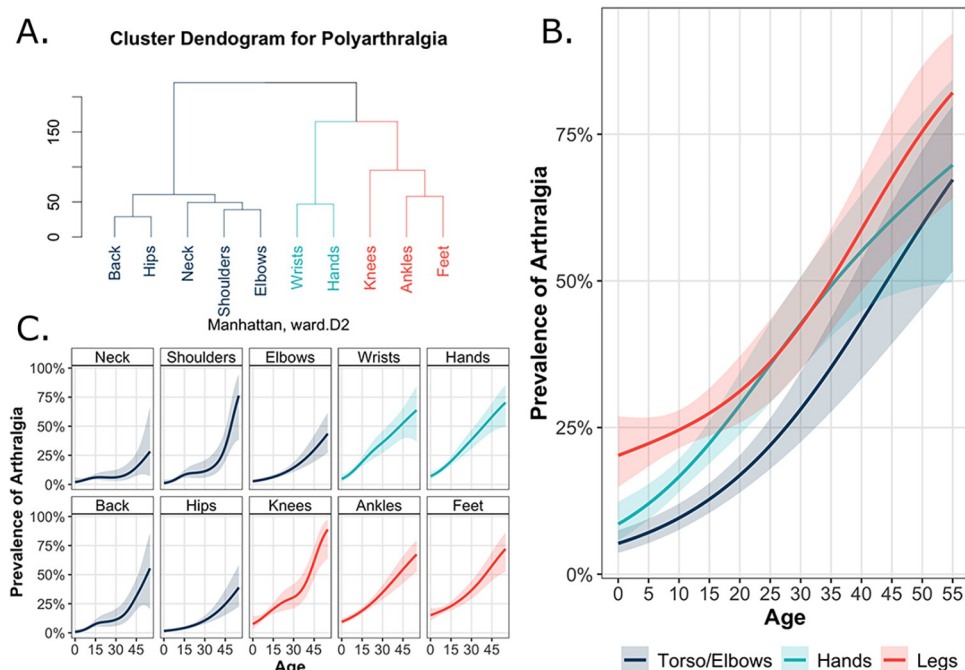 A.
Cluster Dendogram for Polyarthralgia
150
50
0
Back
Hips
Neck
Shoulders
Elbows
Wrists
Hands
Knees
Ankles
Feet
Manhattan, ward.D2
B.
Prevalence of Arthralgia
75%
50%
25%
0%
0 5 10 15 20 25 30 35 40 45 50 55
Age
Torso/Elbows Hands Legs
C.
Prevalence of Arthralgia
Neck Shoulders Elbows Wrists Hands
100%
75%
50%
25%
0%
Back Hips Knees Ankles Feet
100%
75%
50%
25%
0%
0 15 30 45 0 15 30 45 0 15 30 45 0 15 30 45 0 15 30 45
Age